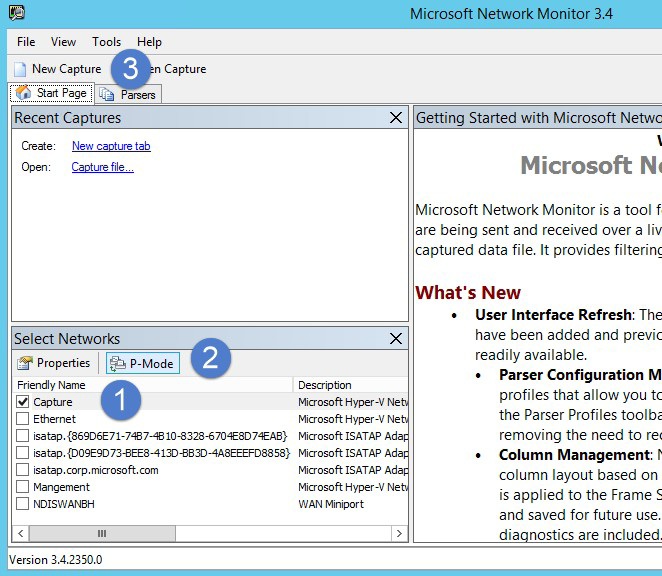 Microsoft Network Monitor 3.4
File View Tools Help
New Capture 3 en Capture
Start Page Parsers
Recent Captures
Create: New capture tab
Open: Capture file...
Select Networks
Properties P-Mode 2
Friendly Name Description
Capture 1 Microsoft Hyper-V Netw
Ethernet Microsoft Hyper-V Netw
isatap.{869D6E71-74B7-4B10-8328-6704E8D74EAB} Microsoft ISATAP Adap
isatap.{D09E9D73-BEE8-413D-BB3D-4A8EEEFD8858} Microsoft ISATAP Adap
isatap.corp.microsoft.com Microsoft ISATAP Adap
Mangement Microsoft Hyper-V Netw
NDISWANBH WAN Miniport
Getting Started with Microsoft Netwo
W
Microsoft Ne
Microsoft Network Monitor is a tool f
are being sent and received over a liv
captured data file. It provides filtering
What's New
• User Interface Refresh: The
have been added and previo
readily available.
• Parser Configuration M
profiles that allow you to
the Parser Profiles toolba
removing the need to rec
• Column Management: N
column layout based on
is applied to the Frame S
and saved for future use.
diagnostics are included.
Version 3.4.2350.0